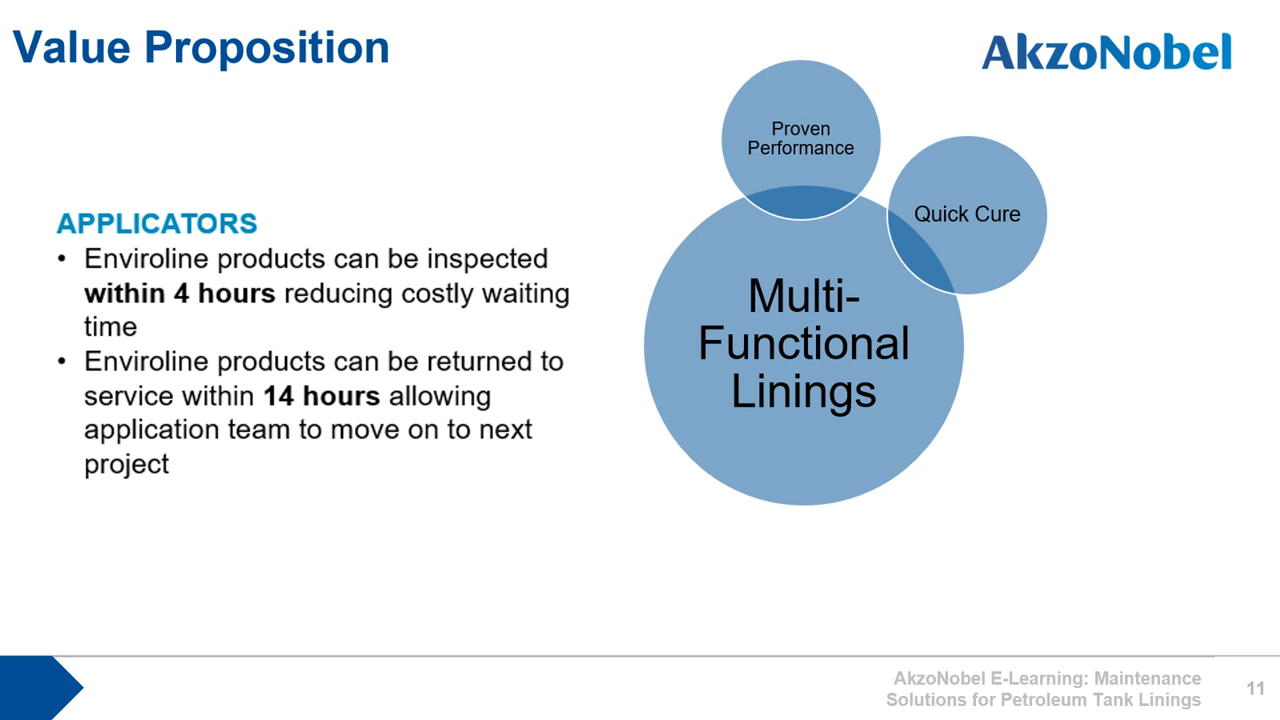 Value Proposition
AkzoNobel
APPLICATORS
• Enviroline products can be inspected
within 4 hours reducing costly waiting
time
• Enviroline products can be returned to
service within 14 hours allowing
application team to move on to next
project
Proven
Performance
Quick Cure
Multi-
Functional
Linings
AkzoNobel E-Learning: Maintenance
Solutions for Petroleum Tank Linings
11